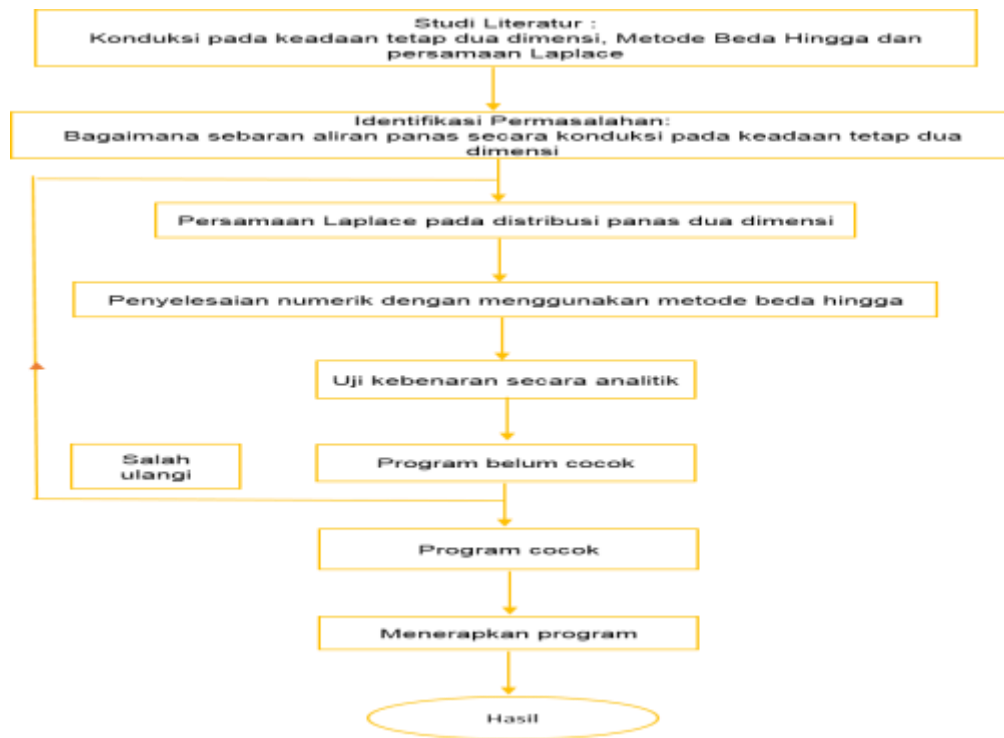 Studi Literatur :
Konduksi pada keadaan tetap dua dimensi, Metode Beda Hingga dan
persamaan Laplace
Identifikasi Permasalahan:
Bagaimana sebaran aliran panas secara konduksi pada keadaan tetap dua
dimensi
Persamaan Laplace pada distribusi panas dua dimensi
Penyelesaian numerik dengan menggunakan metode beda hingga
Uji kebenaran secara analitik
Salah
ulangi
Program belum cocok
Program cocok
Menerapkan program
Hasil